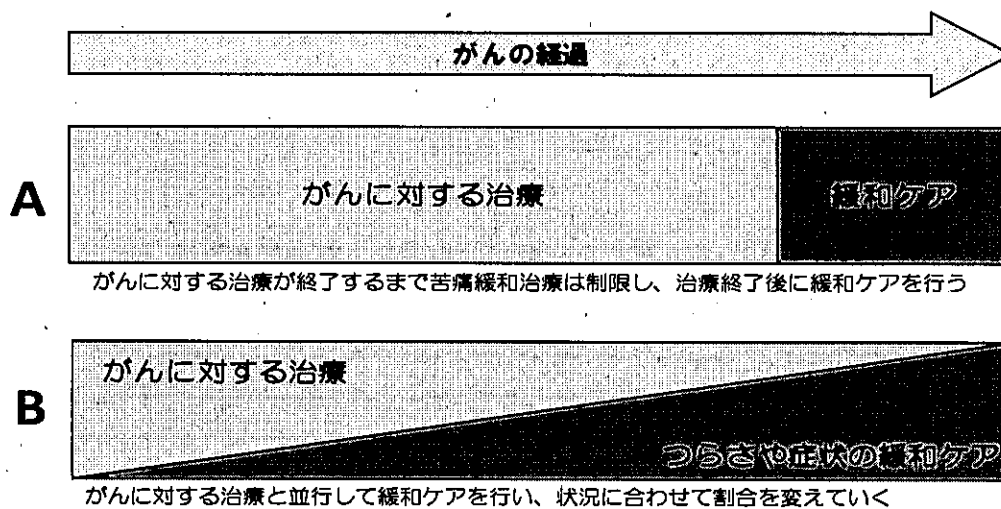 がんの経過
A
がんに対する治療
緩和ケア
がんに対する治療が終了するまで苦痛緩和治療は制限し、治療終了後に緩和ケアを行う
B
がんに対する治療
つらさや症状の緩和ケア
がんに対する治療と並行して緩和ケアを行い、状況に合わせて割合を変えていく